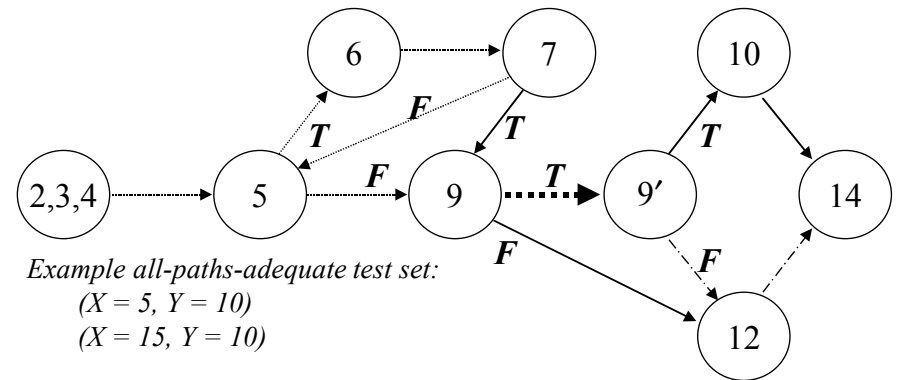 6
7
10
F
T
T
T
2,3,4
5
F
9
T
9′
14
F
F
12
Example all-paths-adequate test set:
(X = 5, Y = 10)
(X = 15, Y = 10)